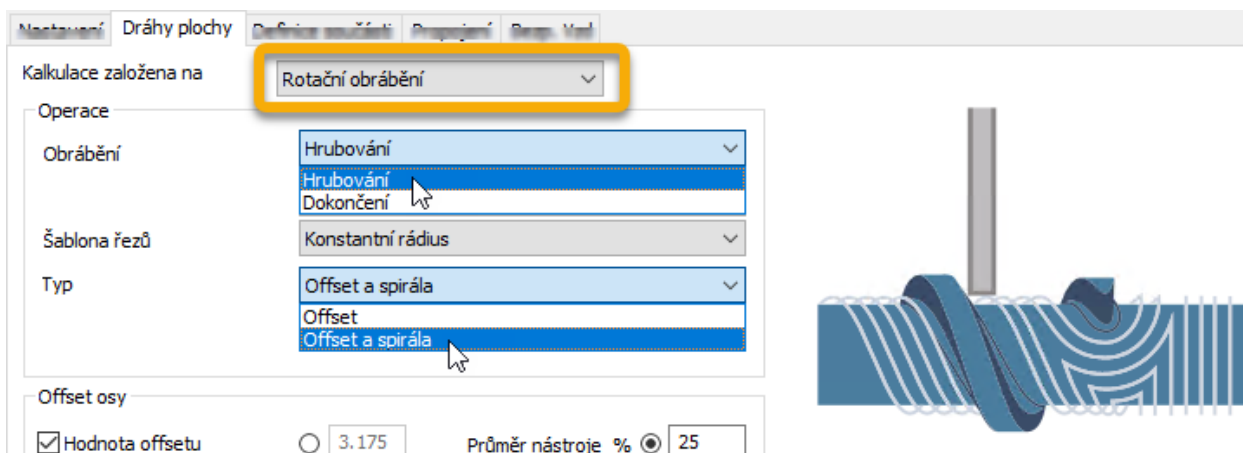 Dráhy plochy
Kalkulace založena na
Rotační obrábění
Operace
Obrábění
Hrubování
Hrubování
Dokončení
Šablona řezů
Konstantní rádius
Typ
Offset a spirála
Offset
Offset a spirála
Offset osy
Hodnota offsetu 3.175 Průměr nástroje % 25